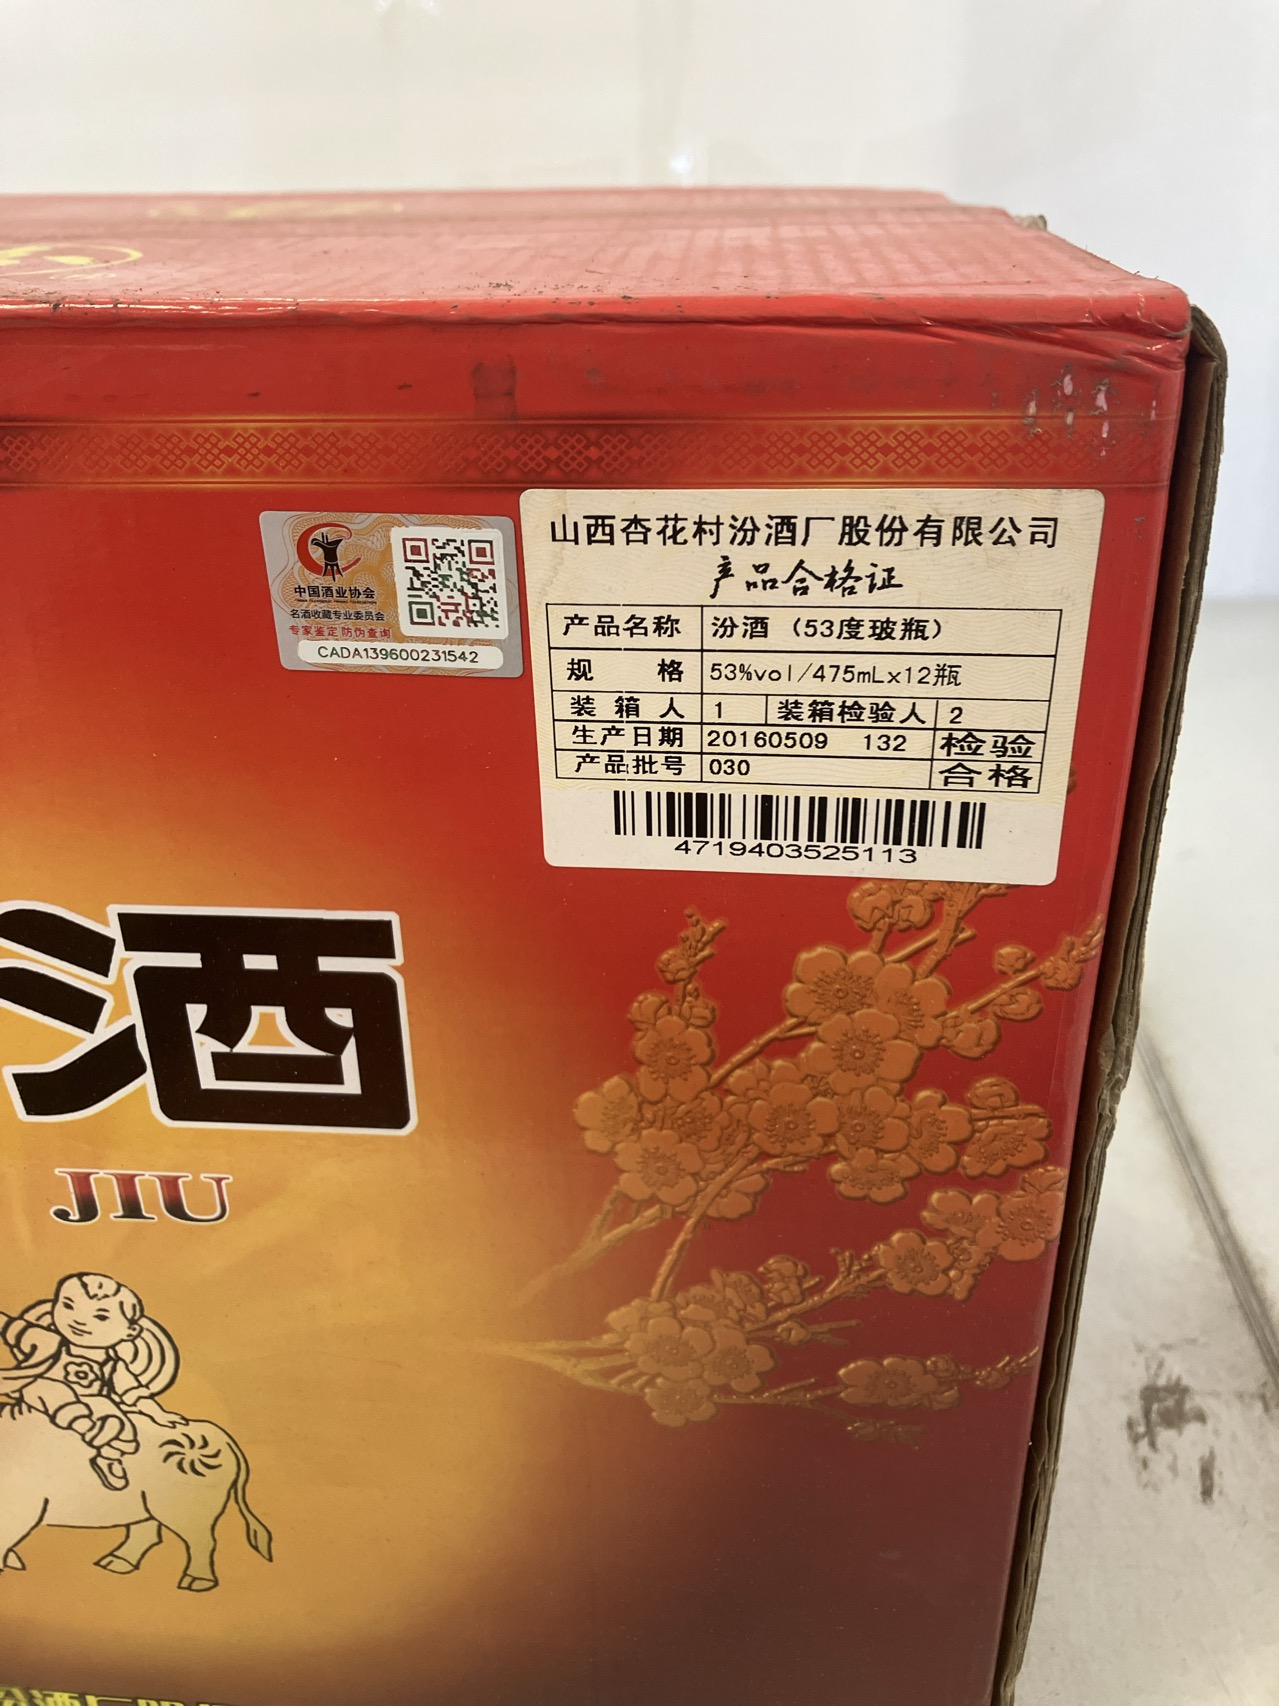 中国酒业协会
名酒收藏专业委员会
专家鉴定 防伪查询
CADA139600231542
山西杏花村汾酒厂股份有限公司
产品合格证
产品名称 汾酒（53度玻瓶）
规 格 53%vol/475mLx12瓶
装箱人 1 装箱检验人 2
生产日期 20160509 132 检验
产品批号 030 合格
4719403525113
酒
JIU